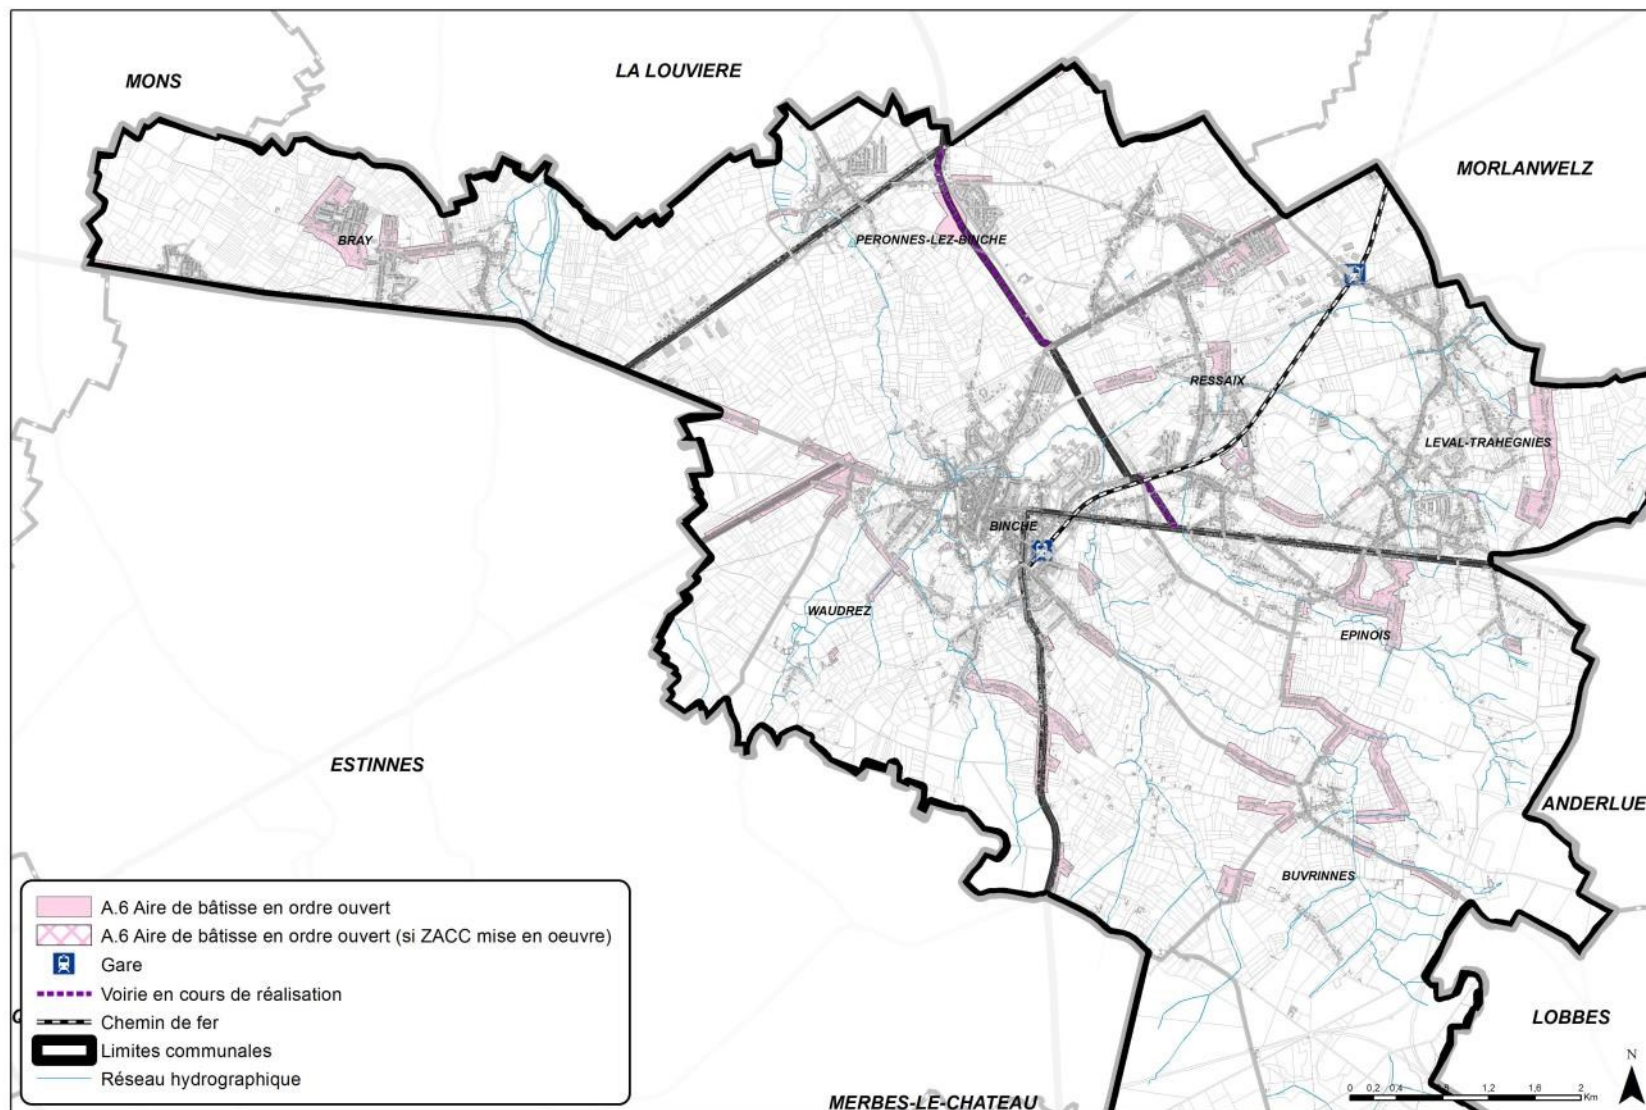 MONS
LA LOUVIERE
MORLANWELZ
BRAY
PERONNES-LEZ-BINCHE
RESSAIX
LEVAL-TRAHEGNIES
BINCHE
WAUDREZ
EPINOIS
ESTINNES
ANDERLUE
BUVRINNES
A.6 Aire de bâtisse en ordre ouvert
A.6 Aire de bâtisse en ordre ouvert (si ZACC mise en oeuvre)
Gare
Voirie en cours de réalisation
Chemin de fer
Limites communales
Réseau hydrographique
LOBBES
MERBES-LE-CHATEAU
N
0 0,2 0,4 0,8 1,2 1,6 2
Km